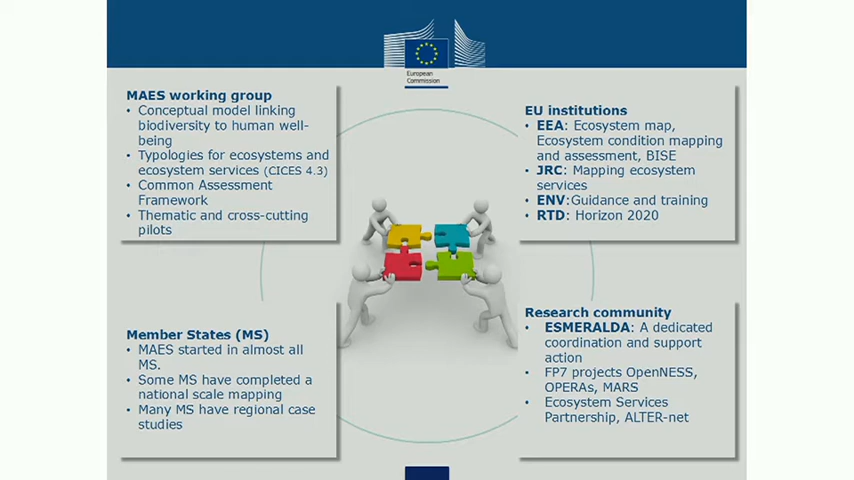 European
Commission
MAES working group
• Conceptual model linking
biodiversity to human well-
being
• Typologies for ecosystems and
ecosystem services (CICES 4.3)
• Common Assessment
Framework
• Thematic and cross-cutting
pilots
EU institutions
• EEA: Ecosystem map,
Ecosystem condition mapping
and assessment, BISE
• JRC: Mapping ecosystem
services
• ENV:Guidance and training
• RTD: Horizon 2020
Member States (MS)
• MAES started in almost all
MS.
• Some MS have completed a
national scale mapping
• Many MS have regional case
studies
Research community
• ESMERALDA: A dedicated
coordination and support
action
• FP7 projects OpenNESS,
OPERAs, MARS
• Ecosystem Services
Partnership, ALTER-net